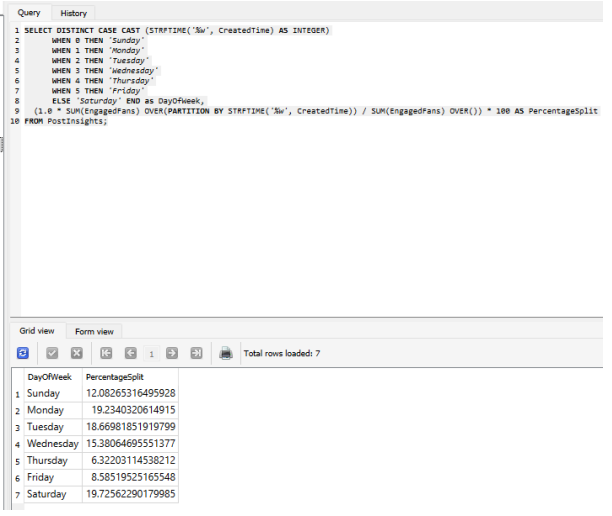 Query History
1 SELECT DISTINCT CASE CAST (STRFTIME('%w', CreatedTime) AS INTEGER)
2 WHEN 0 THEN 'Sunday'
3 WHEN 1 THEN 'Monday'
4 WHEN 2 THEN 'Tuesday'
5 WHEN 3 THEN 'Wednesday'
6 WHEN 4 THEN 'Thursday'
7 WHEN 5 THEN 'Friday'
8 ELSE 'Saturday' END as DayOfWeek,
9 (1.0 * SUM(EngagedFans) OVER(PARTITION BY STRFTIME('%w', CreatedTime)) / SUM(EngagedFans) OVER()) * 100 AS PercentageSplit
10 FROM PostInsights;
Grid view Form view
1 Total rows loaded: 7
DayOfWeek PercentageSplit
1 Sunday 12.08265316495928
2 Monday 19.2340320614915
3 Tuesday 18.66981851919799
4 Wednesday 15.38064695551377
5 Thursday 6.32203114538212
6 Friday 8.58519525165548
7 Saturday 19.72562290179985